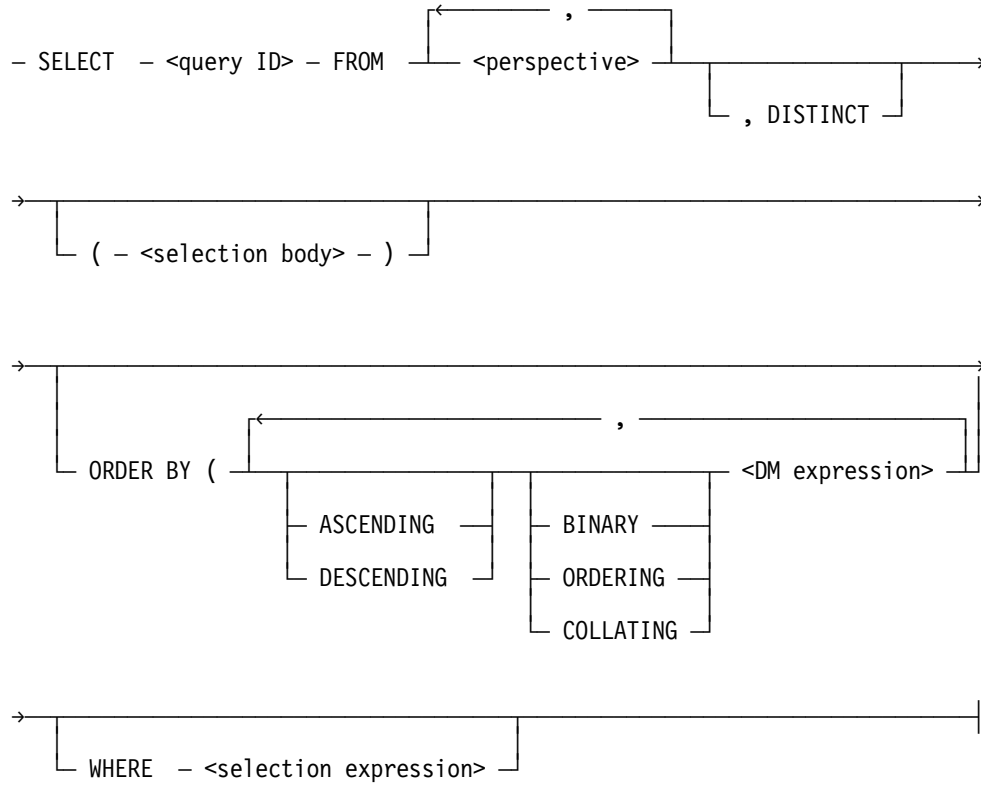 ,
— SELECT — <query ID> — FROM <perspective>
, DISTINCT
( — <selection body> — )
,
ORDER BY ( <DM expression>
ASCENDING BINARY
DESCENDING ORDERING
COLLATING
WHERE — <selection expression>